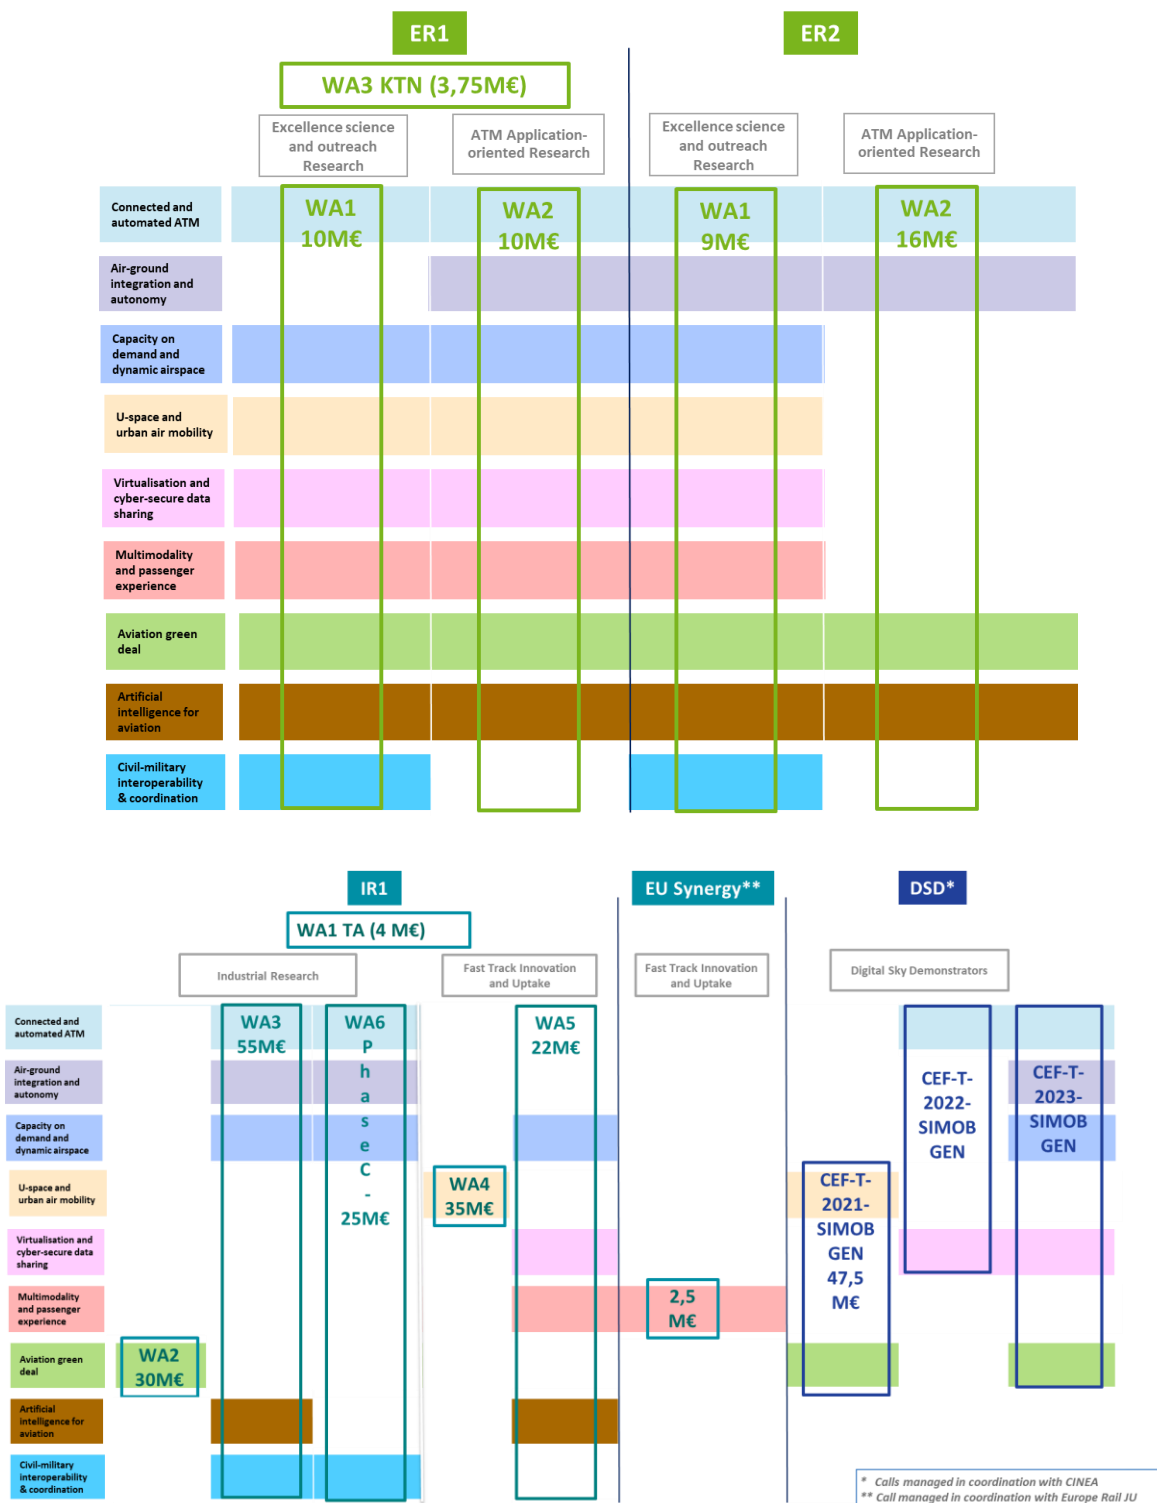 ER1
ER2
WA3 KTN (3,75M€)
Excellence science
and outreach
Research
ATM Application-
oriented Research
Excellence science
and outreach
Research
ATM Application-
oriented Research
Connected and
automated ATM
WA1
10M€
WA2
10M€
WA1
9M€
WA2
16M€
Air-ground
integration and
autonomy
Capacity on
demand and
dynamic airspace
U-space and
urban air mobility
Virtualisation and
cyber-secure data
sharing
Multimodality
and passenger
experience
Aviation green
deal
Artificial
intelligence for
aviation
Civil-military
interoperability
& coordination
IR1
EU Synergy**
DSD*
WA1 TA (4 M€)
Industrial Research
Fast Track Innovation
and Uptake
Fast Track Innovation
and Uptake
Digital Sky Demonstrators
Connected and
automated ATM
WA3
55M€
WA6
P
h
a
s
e
C
-
25M€
WA5
22M€
Air-ground
integration and
autonomy
CEF-T-
2022-
SIMOB
GEN
CEF-T-
2023-
SIMOB
GEN
Capacity on
demand and
dynamic airspace
U-space and
urban air mobility
WA4
35M€
CEF-T-
2021-
SIMOB
GEN
47,5
M€
Virtualisation and
cyber-secure data
sharing
Multimodality
and passenger
experience
2,5
M€
Aviation green
deal
WA2
30M€
Artificial
intelligence for
aviation
Civil-military
interoperability
& coordination
* Calls managed in coordination with CINEA
** Call managed in coordination with Europe Rail JU